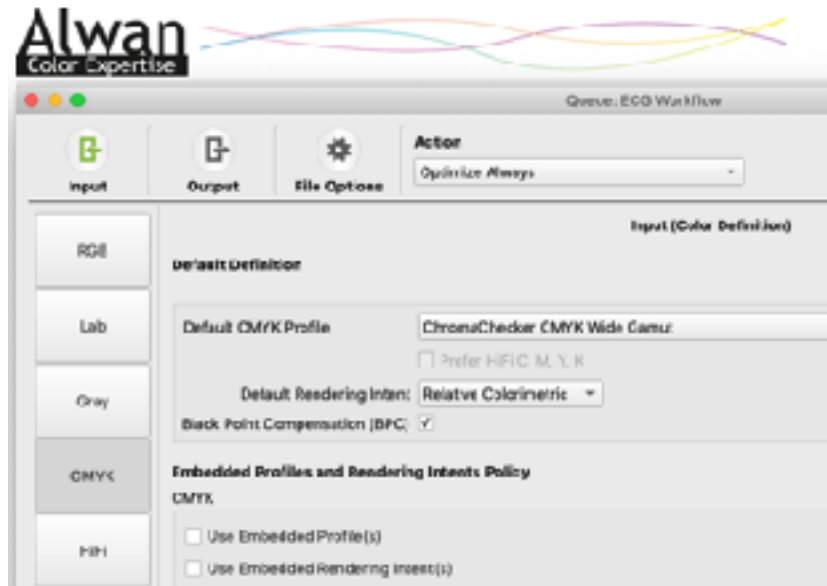 Alwan
Color Expertise
Queue: ECG Workflow
Input
Output
File Options
Action
Optimize Always
RGB
Lab
Gray
CMYK
HiFi
Input (Color Definition)
Default Definition
Default CMYK Profile
ChromaChecker CMYK Wide Gamut
Prefer HiFi C, M, Y, K
Default Rendering Intent: Relative Colorimetric
Black Point Compensation (BPC)
Embedded Profiles and Rendering Intents Policy
CMYK
Use Embedded Profile(s)
Use Embedded Rendering Intent(s)